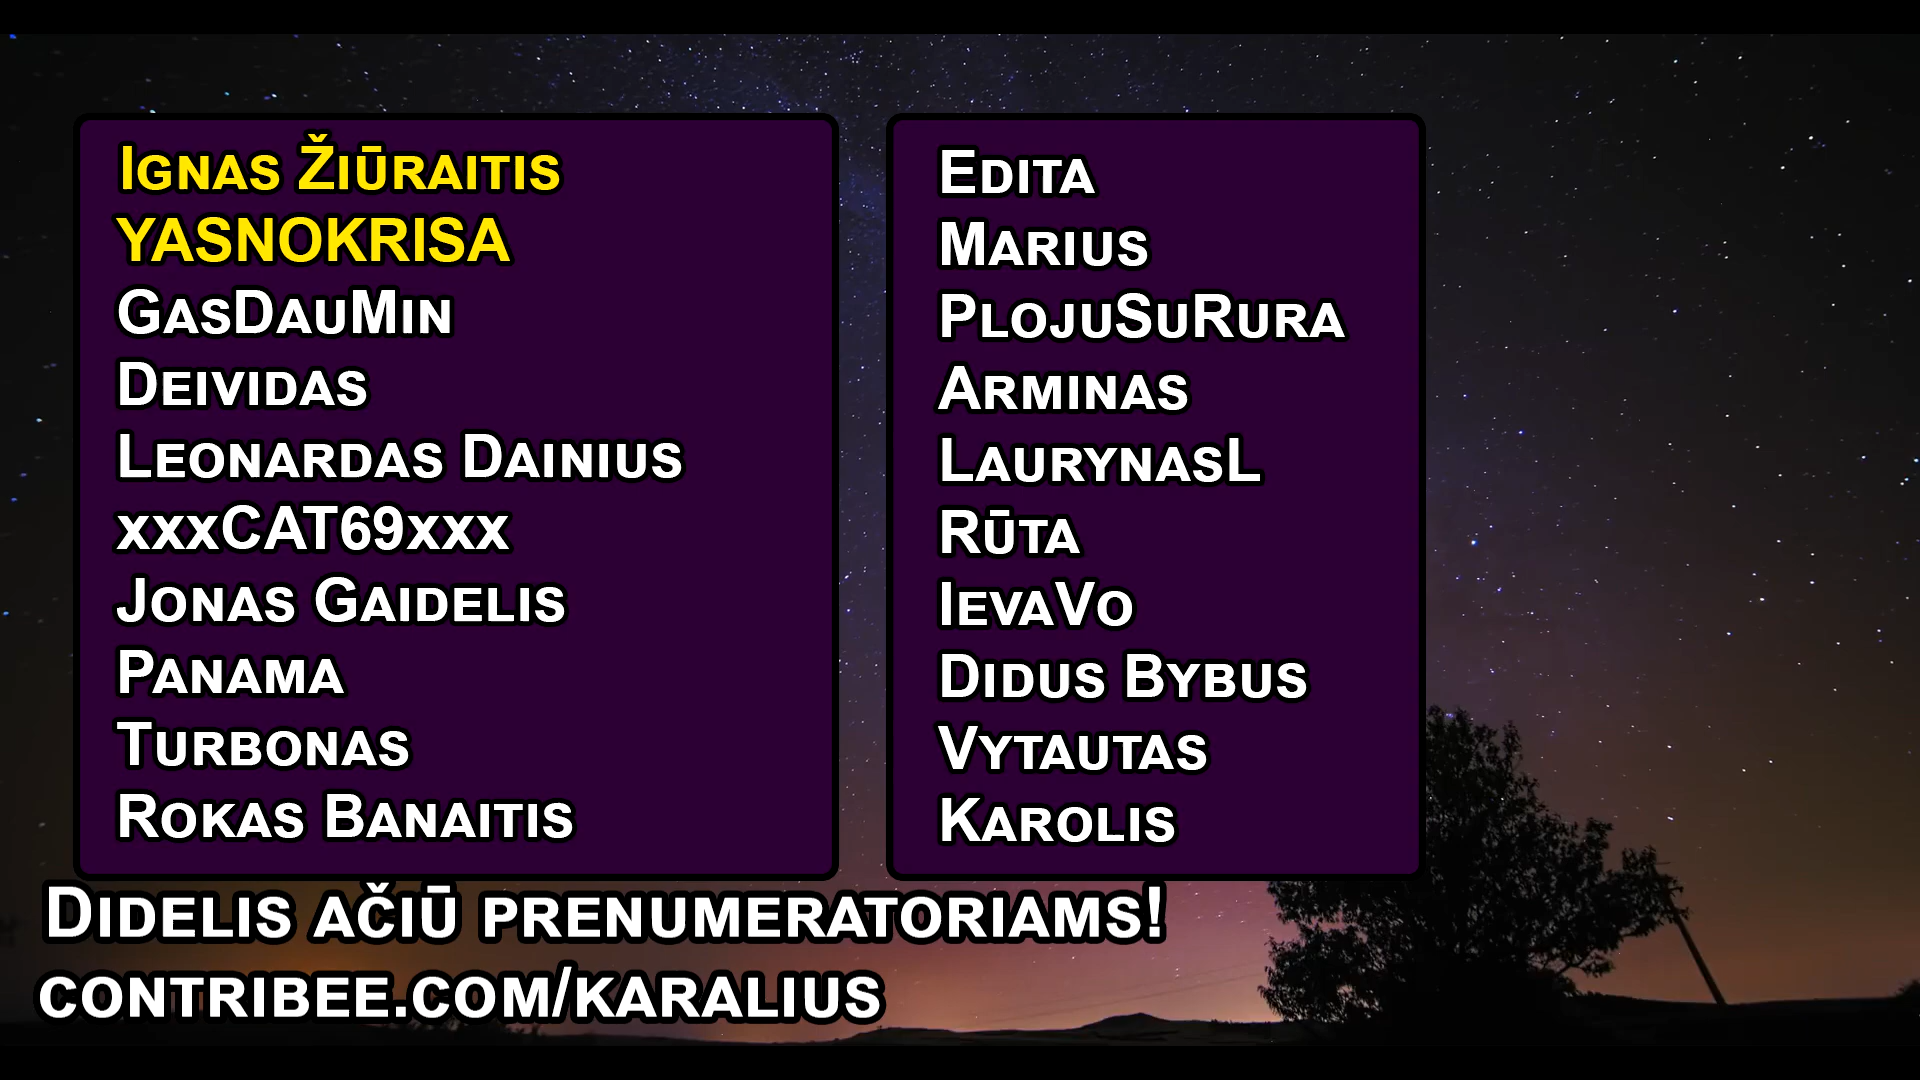 Ignas Žiūraitis
YASNOKRISA
GasDauMin
Deividas
Leonardas Dainius
xxxCAT69xxx
Jonas Gaidelis
Panama
Turbonas
Rokas Banaitis
Edita
Marius
PlojuSuRura
Arminas
LaurynasL
Rūta
IevaVo
Didus Bybus
Vytautas
Karolis
Didelis ačiū prenumeratoriams!
contribee.com/karalius